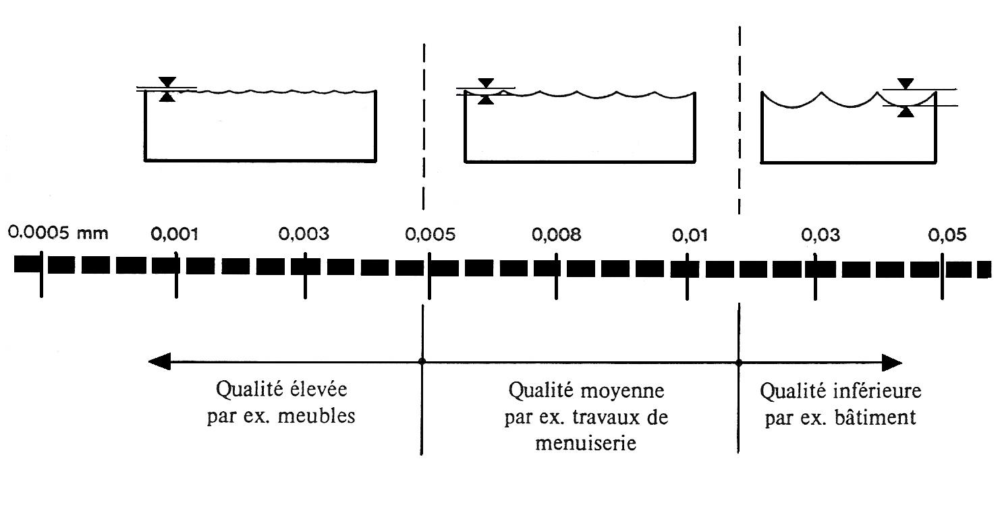 0,0005 mm 0,001 0,003 0,005 0,008 0,01 0,03 0,05
Qualité élevée
par ex. meubles
Qualité moyenne
par ex. travaux de
menuiserie
Qualité inférieure
par ex. bâtiment